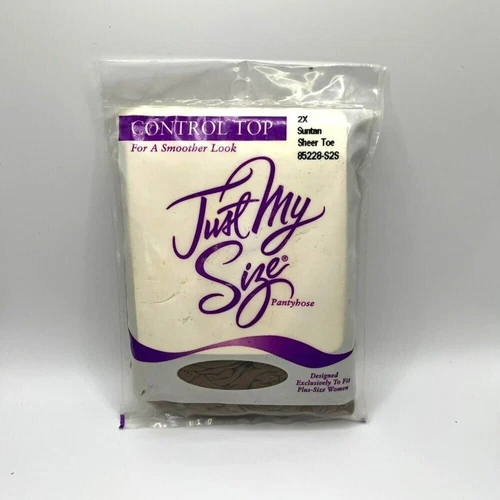 CONTROL TOP
For A Smoother Look
2X
Suntan
Sheer Toe
85228-S2S
Just My
Size®
Pantyhose
Designed
Exclusively To Fit
Plus-Size Women